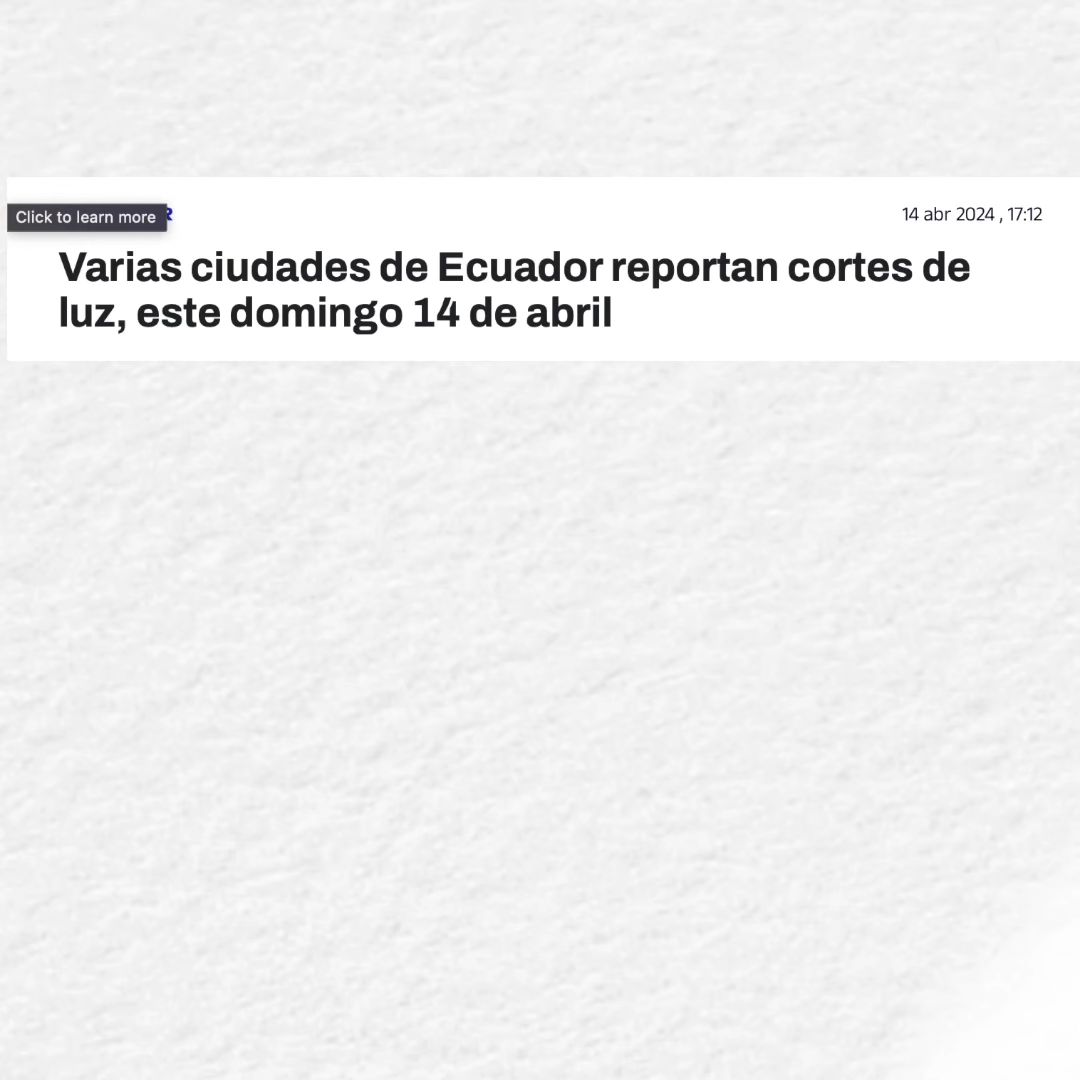 Click to learn more
14 abr 2024 , 17:12
Varias ciudades de Ecuador reportan cortes de
luz, este domingo 14 de abril